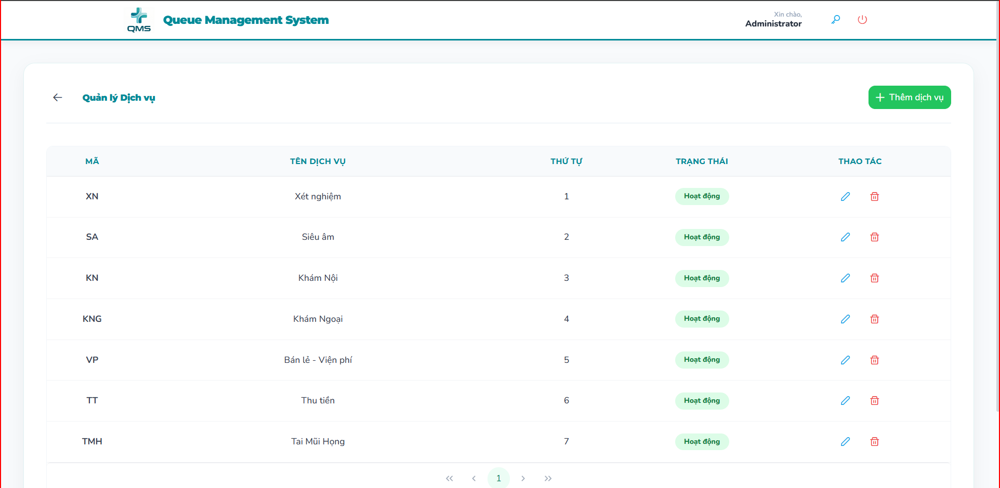 QMS
Queue Management System
Xin chào,
Administrator
Quản lý Dịch vụ
Thêm dịch vụ
MÃ TÊN DỊCH VỤ THỨ TỰ TRẠNG THÁI THAO TÁC
XN Xét nghiệm 1 Hoạt động
SA Siêu âm 2 Hoạt động
KN Khám Nội 3 Hoạt động
KNG Khám Ngoại 4 Hoạt động
VP Bán lẻ - Viện phí 5 Hoạt động
TT Thu tiền 6 Hoạt động
TMH Tai Mũi Họng 7 Hoạt động
1